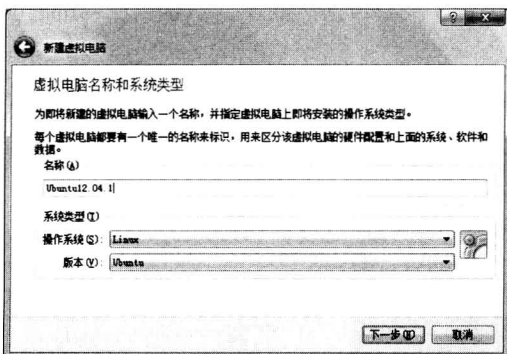 新建虚拟电脑
虚拟电脑名称和系统类型
为即将新建的虚拟电脑输入一个名称，并指定虚拟电脑上即将安装的操作系统类型。
每个虚拟电脑都要有一个唯一的名称来标识，用来区分该虚拟电脑的硬件配置和上面的系统、软件和
数据。
名称(A)
Ubuntu12.04.1
系统类型(T)
操作系统(S): Linux
版本(V): Ubuntu
下一步(N) 取消